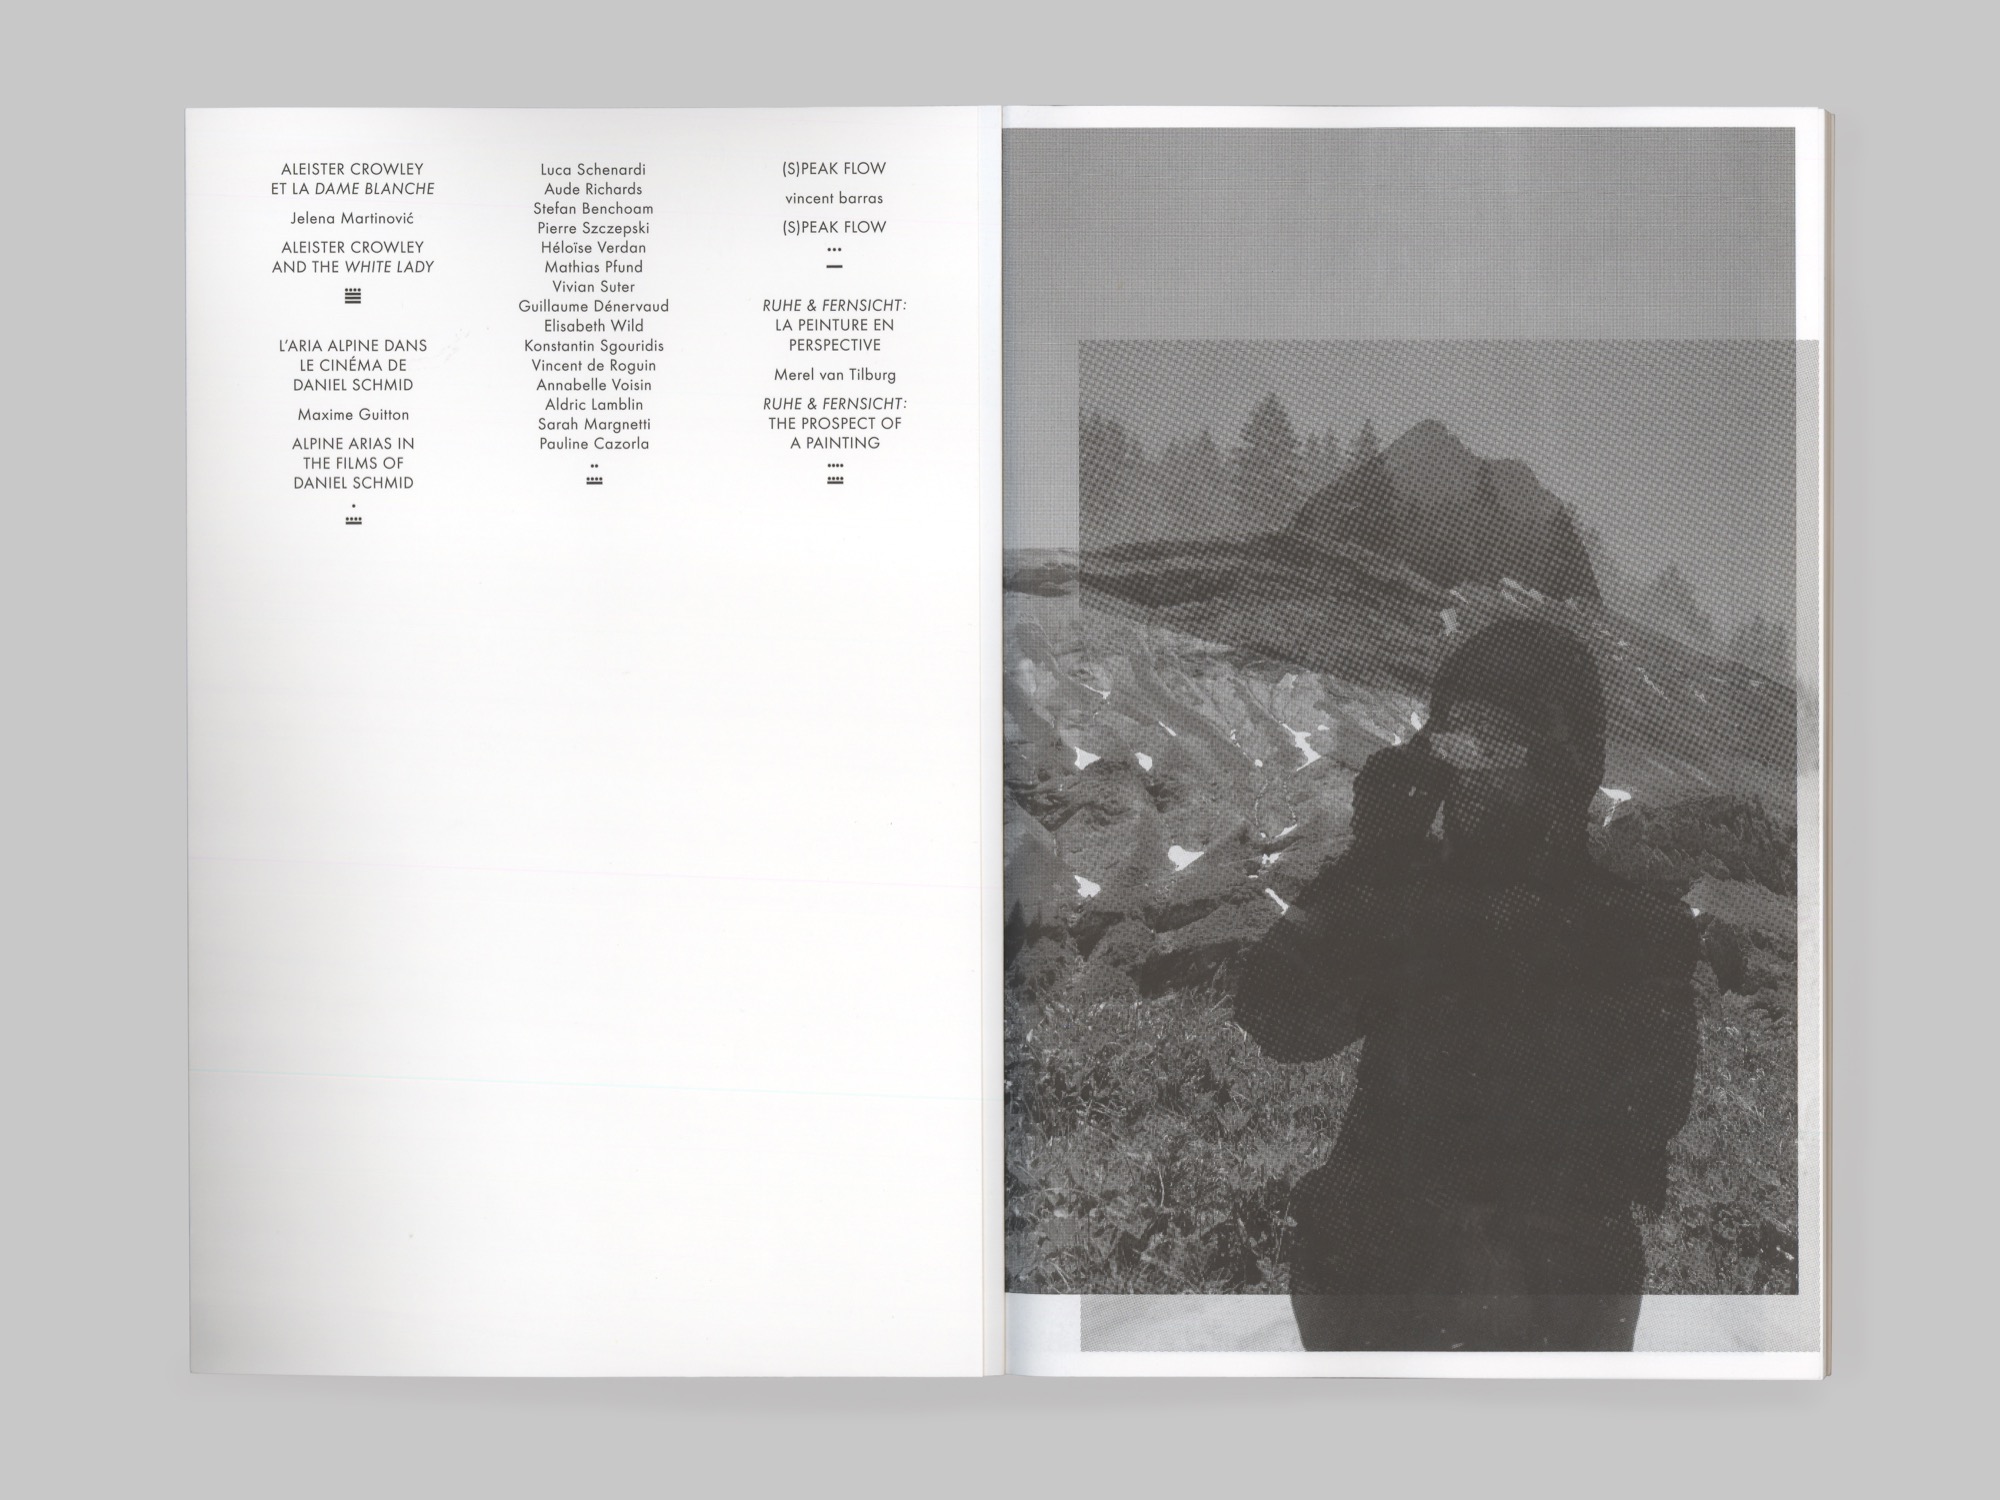 ALEISTER CROWLEY
ET LA DAME BLANCHE
Jelena Martinović
ALEISTER CROWLEY
AND THE WHITE LADY
L’ARIA ALPINE DANS
LE CINÉMA DE
DANIEL SCHMID
Maxime Guitton
ALPINE ARIAS IN
THE FILMS OF
DANIEL SCHMID
Luca Schenardi
Aude Richards
Stefan Benchoam
Pierre Szczepski
Héloïse Verdan
Mathias Pfund
Vivian Suter
Guillaume Dénervaud
Elisabeth Wild
Konstantin Sgouridis
Vincent de Roguin
Annabelle Voisin
Aldric Lamblin
Sarah Margnetti
Pauline Cazorla
(S)PEAK FLOW
vincent barras
(S)PEAK FLOW
RUHE & FERNSICHT:
LA PEINTURE EN
PERSPECTIVE
Merel van Tilburg
RUHE & FERNSICHT:
THE PROSPECT OF
A PAINTING